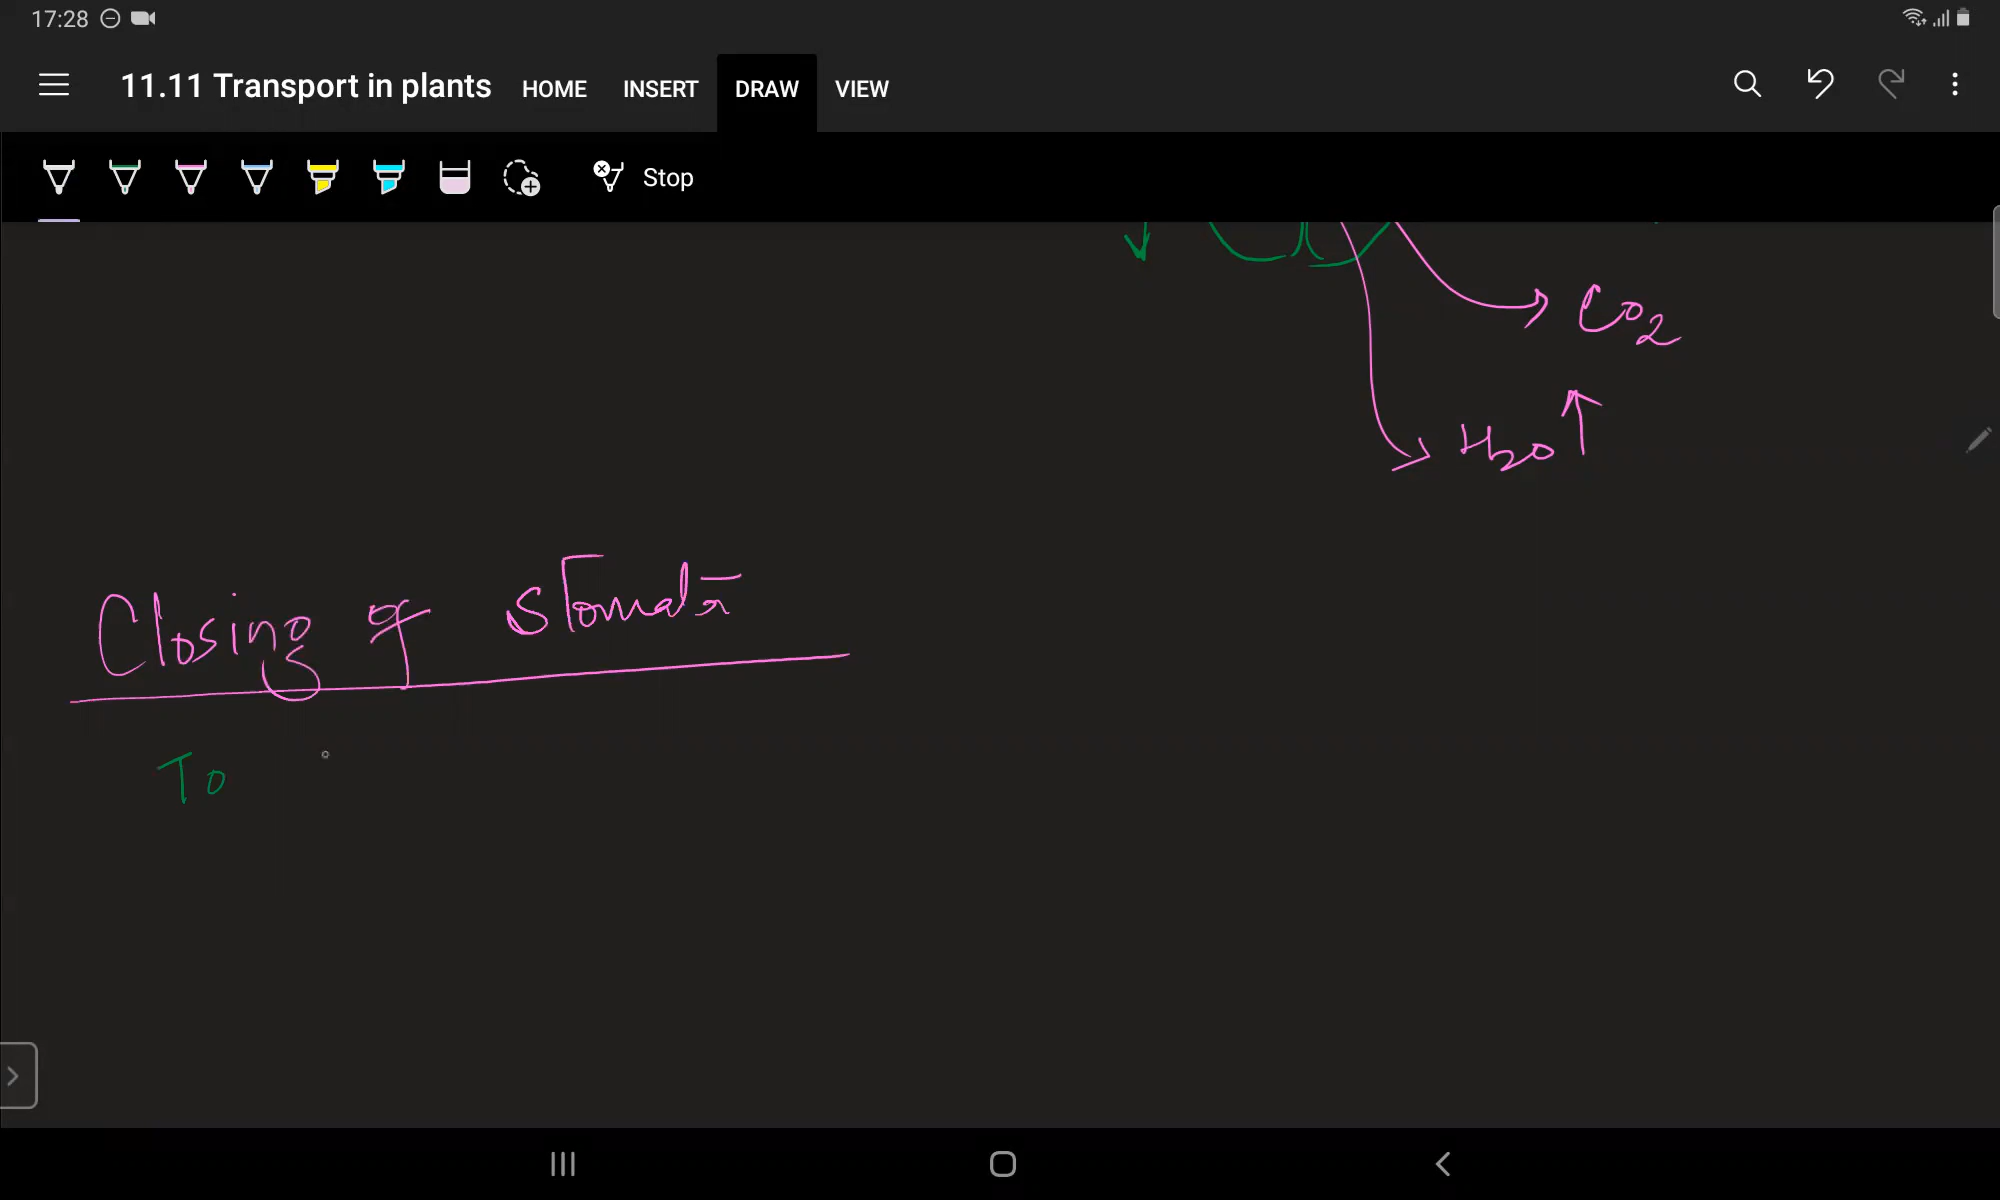 17:28
11.11 Transport in plants HOME INSERT DRAW VIEW
Stop
CO2
H2O ↑
Closing of stomata
To